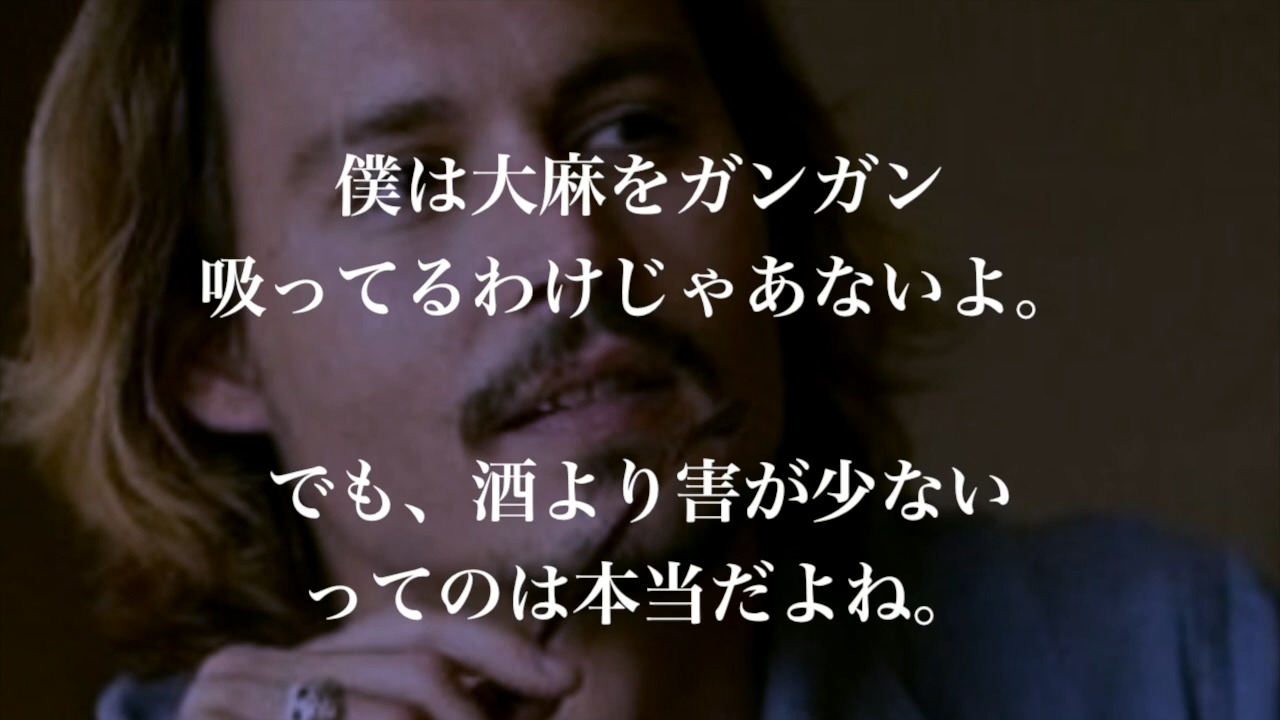 僕は大麻をガンガン
吸ってるわけじゃあないよ。
でも、酒より害が少ない
ってのは本当だよね。